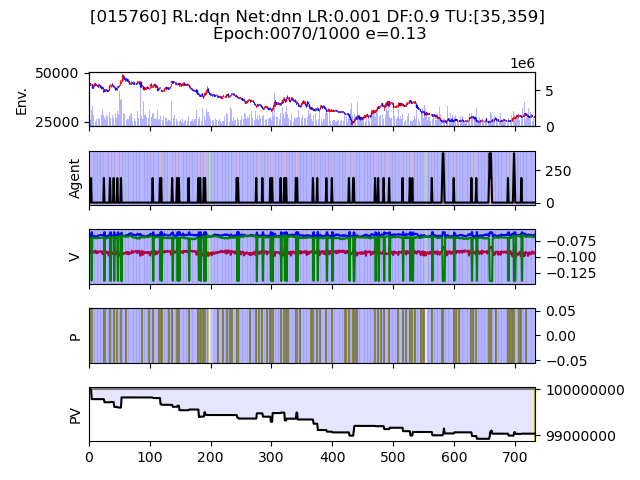 [015760] RL:dqn Net:dnn LR:0.001 DF:0.9 TU:[35,359]
Epoch:0070/1000 e=0.13
1e6
Env.
50000
25000
5
0
Agent
250
0
V
−0.075
−0.100
−0.125
P
0.05
0.00
−0.05
PV
100000000
99000000
0 100 200 300 400 500 600 700